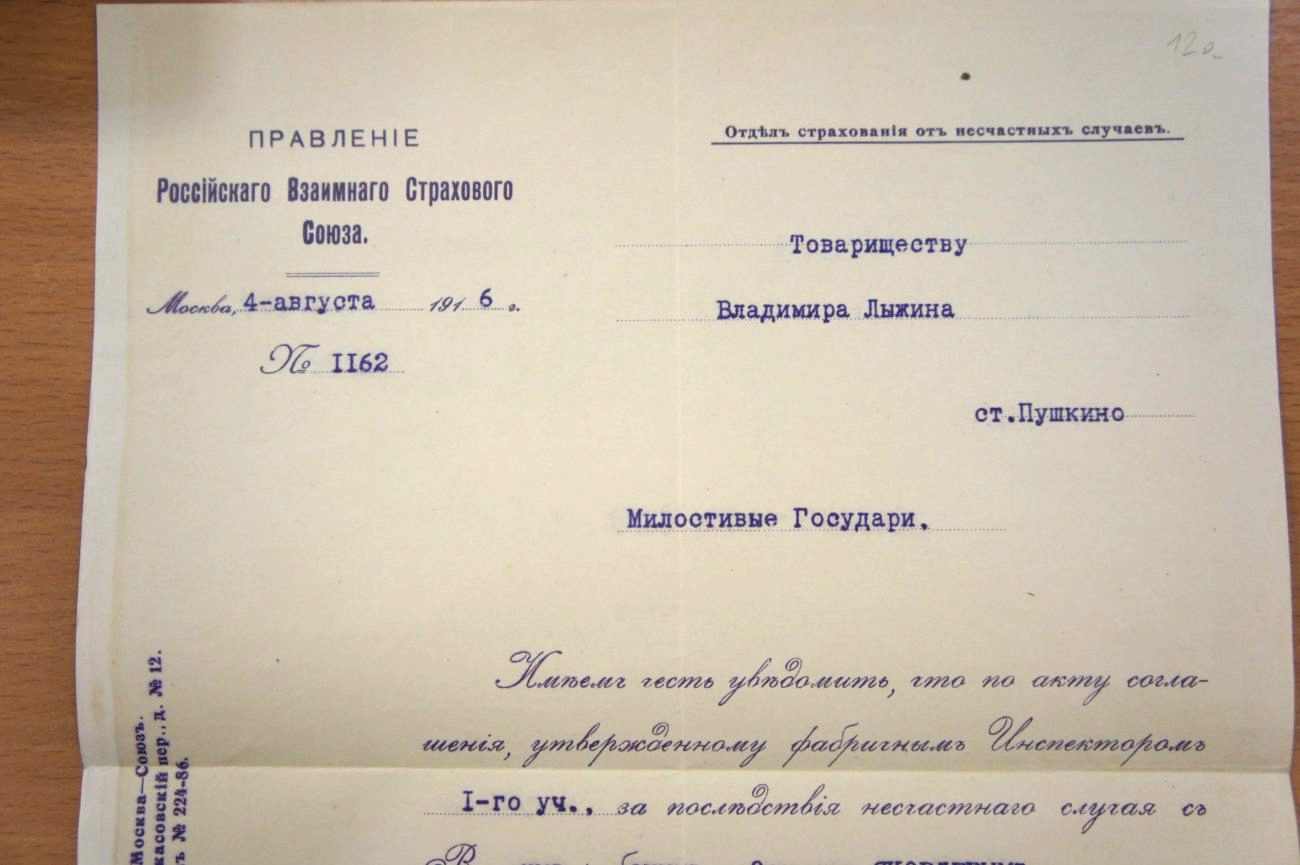 12а
ПРАВЛЕНІЕ
Россійскаго Взаимнаго Страхового
Союза.
Москва, 4-августа 1916 г.
№ II62
Отдѣлъ страхованія отъ несчастныхъ случаевъ.
Товариществу
Владимира Лыжина
ст.Пушкино
Милостивые Государи.
Имѣемъ честь увѣдомить, что по акту согла-
шенія, утвержденному фабричнымъ Инспекторомъ
I-го уч., за послѣдствія несчастнаго случая съ
Москва—Союзъ.
касовскій пер., д. № 12.
ъ № 224-86.